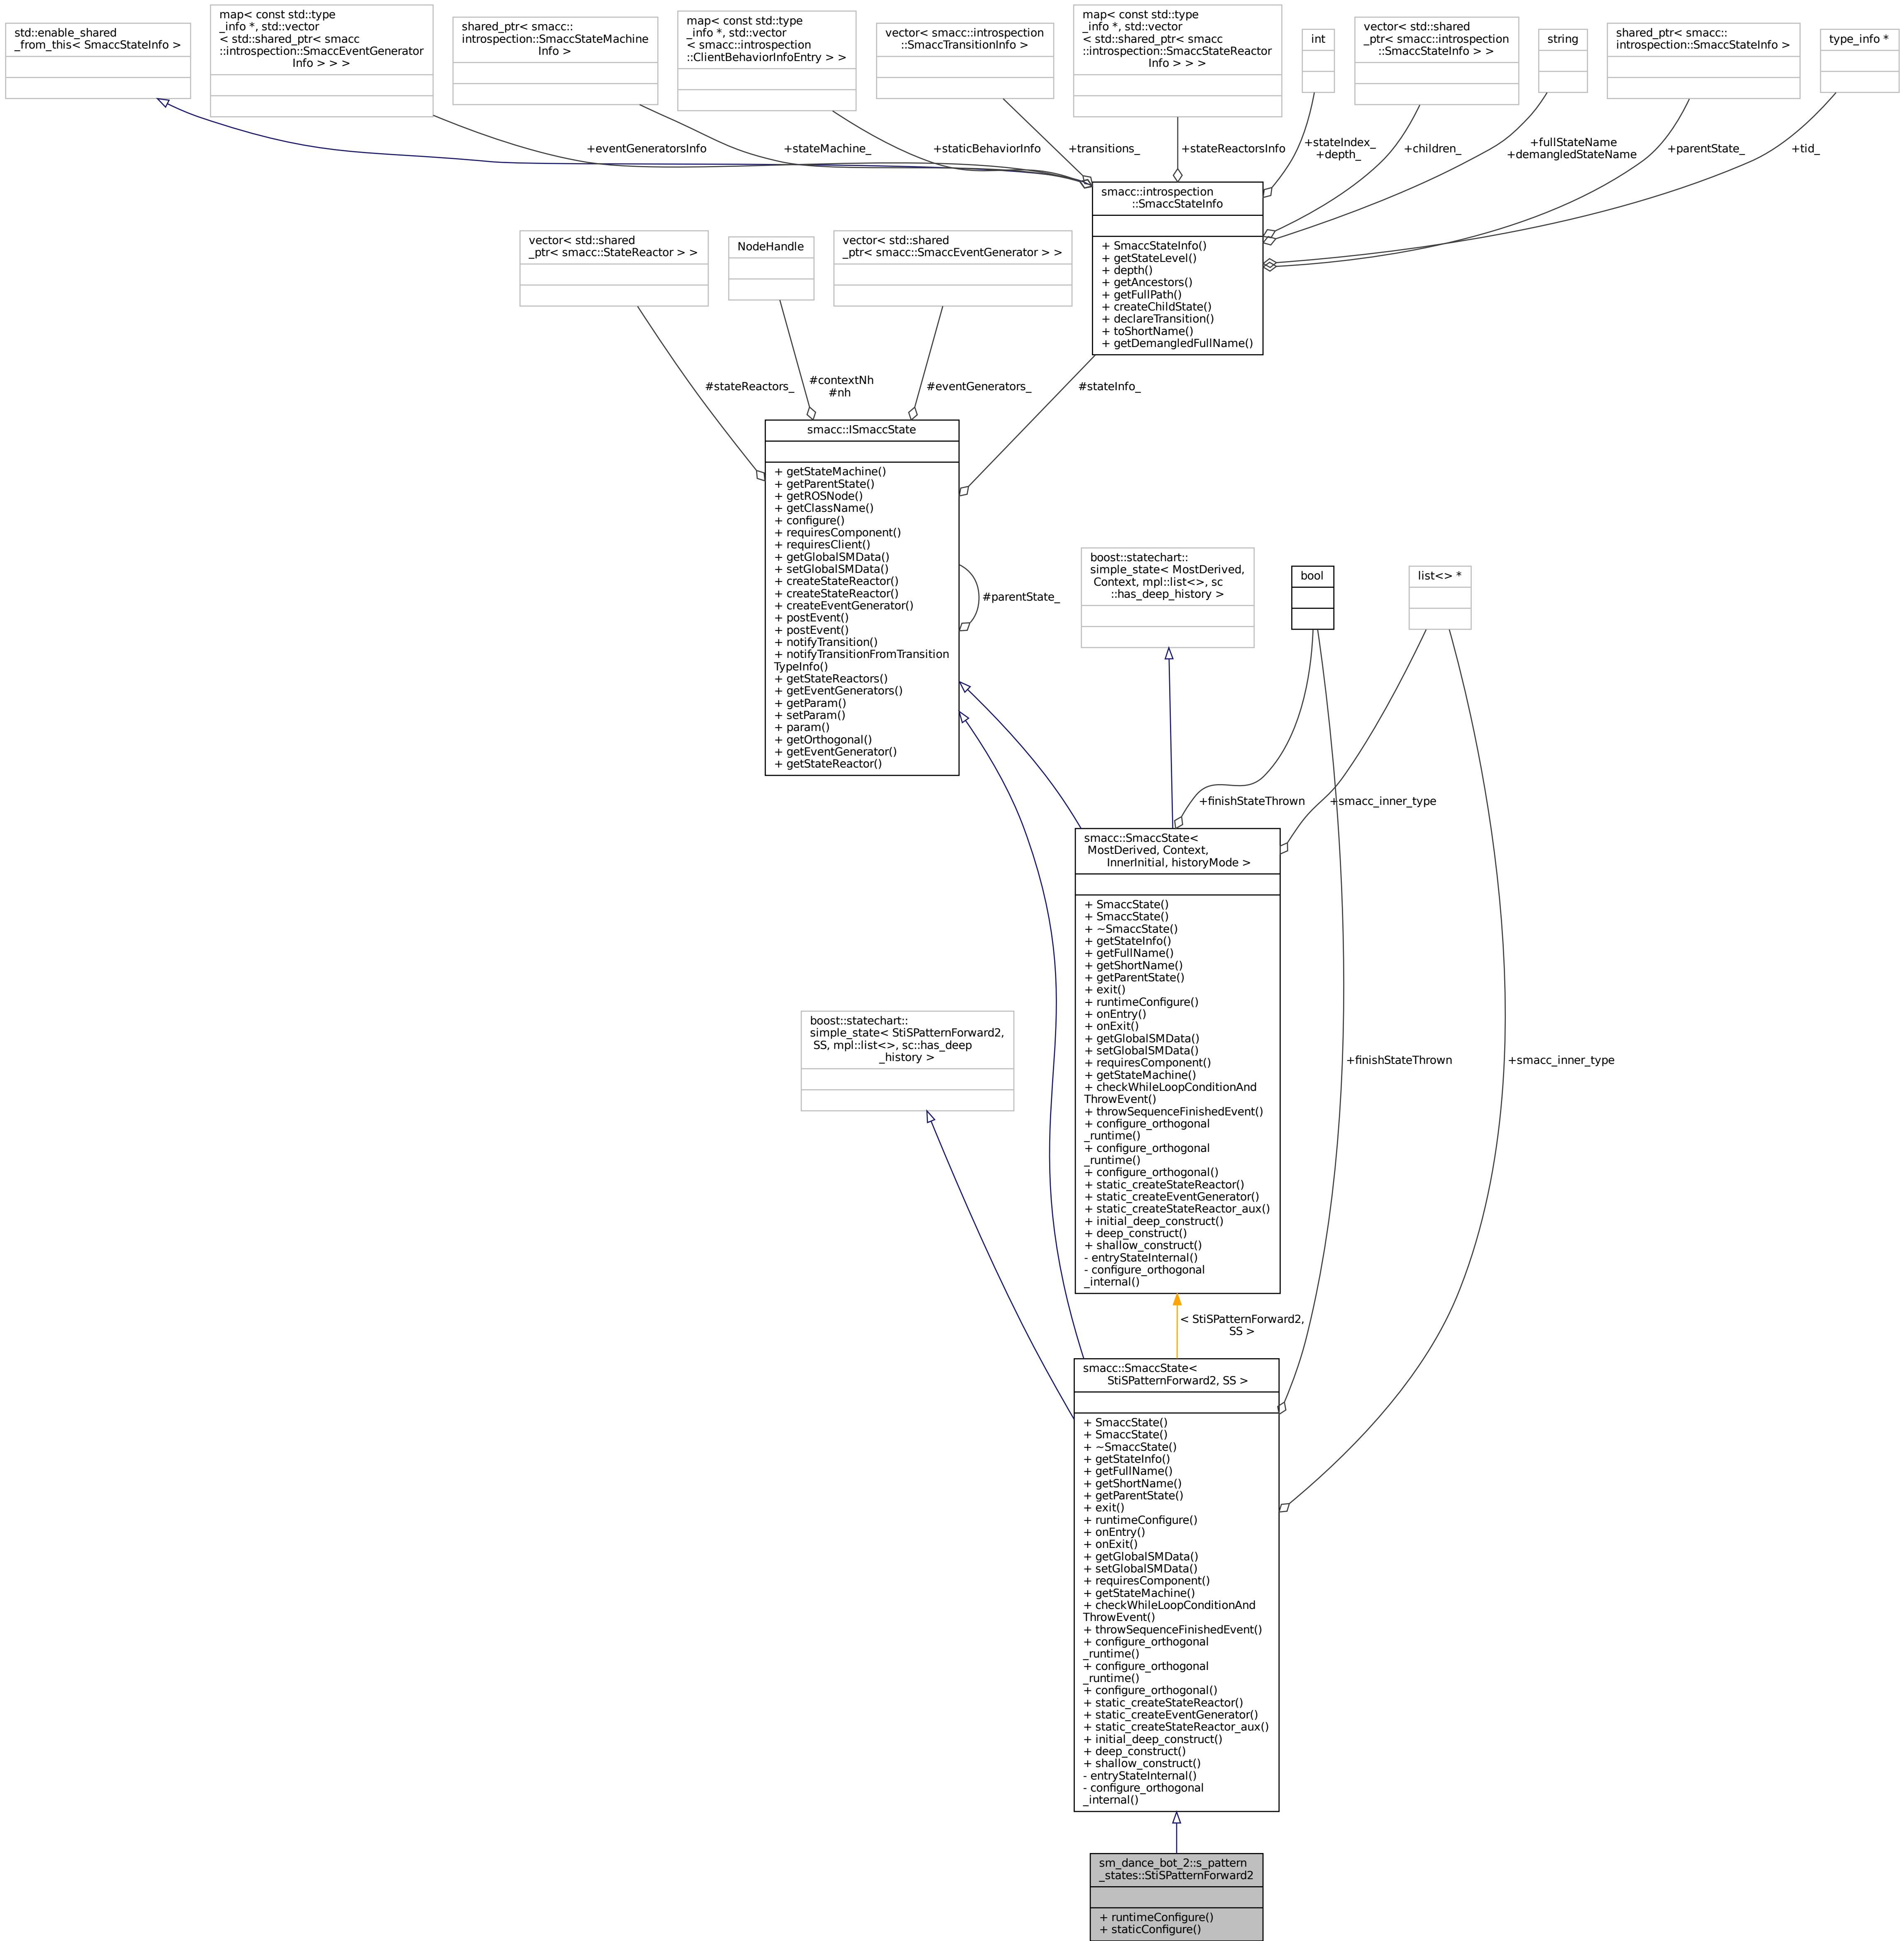 std::enable_shared
_from_this< SmaccStateInfo >
map< const std::type
_info *, std::vector
< std::shared_ptr< smacc
::introspection::SmaccEventGenerator
Info > > >
shared_ptr< smacc::
introspection::SmaccStateMachine
Info >
map< const std::type
_info *, std::vector
< smacc::introspection
::ClientBehaviorInfoEntry > >
vector< smacc::introspection
::SmaccTransitionInfo >
map< const std::type
_info *, std::vector
< std::shared_ptr< smacc
::introspection::SmaccStateReactor
Info > > >
int
vector< std::shared
_ptr< smacc::introspection
::SmaccStateInfo > >
string
shared_ptr< smacc::
introspection::SmaccStateInfo >
type_info *
+eventGeneratorsInfo
+stateMachine_
+staticBehaviorInfo
+transitions_
+stateReactorsInfo
+stateIndex_
+depth_
+children_
+fullStateName
+demangledStateName
+parentState_
+tid_
smacc::introspection
::SmaccStateInfo
+ SmaccStateInfo()
+ getStateLevel()
+ depth()
+ getAncestors()
+ getFullPath()
+ createChildState()
+ declareTransition()
+ toShortName()
+ getDemangledFullName()
vector< std::shared
_ptr< smacc::StateReactor > >
NodeHandle
vector< std::shared
_ptr< smacc::SmaccEventGenerator > >
#stateReactors_
#contextNh
#nh
#eventGenerators_
#stateInfo_
smacc::ISmaccState
+ getStateMachine()
+ getParentState()
+ getROSNode()
+ getClassName()
+ configure()
+ requiresComponent()
+ requiresClient()
+ getGlobalSMData()
+ setGlobalSMData()
+ createStateReactor()
+ createStateReactor()
+ createEventGenerator()
+ postEvent()
+ postEvent()
+ notifyTransition()
+ notifyTransitionFromTransition
TypeInfo()
+ getStateReactors()
+ getEventGenerators()
+ getParam()
+ setParam()
+ param()
+ getOrthogonal()
+ getEventGenerator()
+ getStateReactor()
#parentState_
boost::statechart::
simple_state< MostDerived,
Context, mpl::list<>, sc
::has_deep_history >
bool
list<> *
+finishStateThrown
+smacc_inner_type
smacc::SmaccState<
MostDerived, Context,
InnerInitial, historyMode >
+ SmaccState()
+ SmaccState()
+ ~SmaccState()
+ getStateInfo()
+ getFullName()
+ getShortName()
+ getParentState()
+ exit()
+ runtimeConfigure()
+ onEntry()
+ onExit()
+ getGlobalSMData()
+ setGlobalSMData()
+ requiresComponent()
+ getStateMachine()
+ checkWhileLoopConditionAnd
ThrowEvent()
+ throwSequenceFinishedEvent()
+ configure_orthogonal
_runtime()
+ configure_orthogonal
_runtime()
+ configure_orthogonal()
+ static_createStateReactor()
+ static_createEventGenerator()
+ static_createStateReactor_aux()
+ initial_deep_construct()
+ deep_construct()
+ shallow_construct()
- entryStateInternal()
- configure_orthogonal
_internal()
boost::statechart::
simple_state< StiSPatternForward2,
SS, mpl::list<>, sc::has_deep
_history >
+finishStateThrown
+smacc_inner_type
< StiSPatternForward2,
SS >
smacc::SmaccState<
StiSPatternForward2, SS >
+ SmaccState()
+ SmaccState()
+ ~SmaccState()
+ getStateInfo()
+ getFullName()
+ getShortName()
+ getParentState()
+ exit()
+ runtimeConfigure()
+ onEntry()
+ onExit()
+ getGlobalSMData()
+ setGlobalSMData()
+ requiresComponent()
+ getStateMachine()
+ checkWhileLoopConditionAnd
ThrowEvent()
+ throwSequenceFinishedEvent()
+ configure_orthogonal
_runtime()
+ configure_orthogonal
_runtime()
+ configure_orthogonal()
+ static_createStateReactor()
+ static_createEventGenerator()
+ static_createStateReactor_aux()
+ initial_deep_construct()
+ deep_construct()
+ shallow_construct()
- entryStateInternal()
- configure_orthogonal
_internal()
sm_dance_bot_2::s_pattern
_states::StiSPatternForward2
+ runtimeConfigure()
+ staticConfigure()